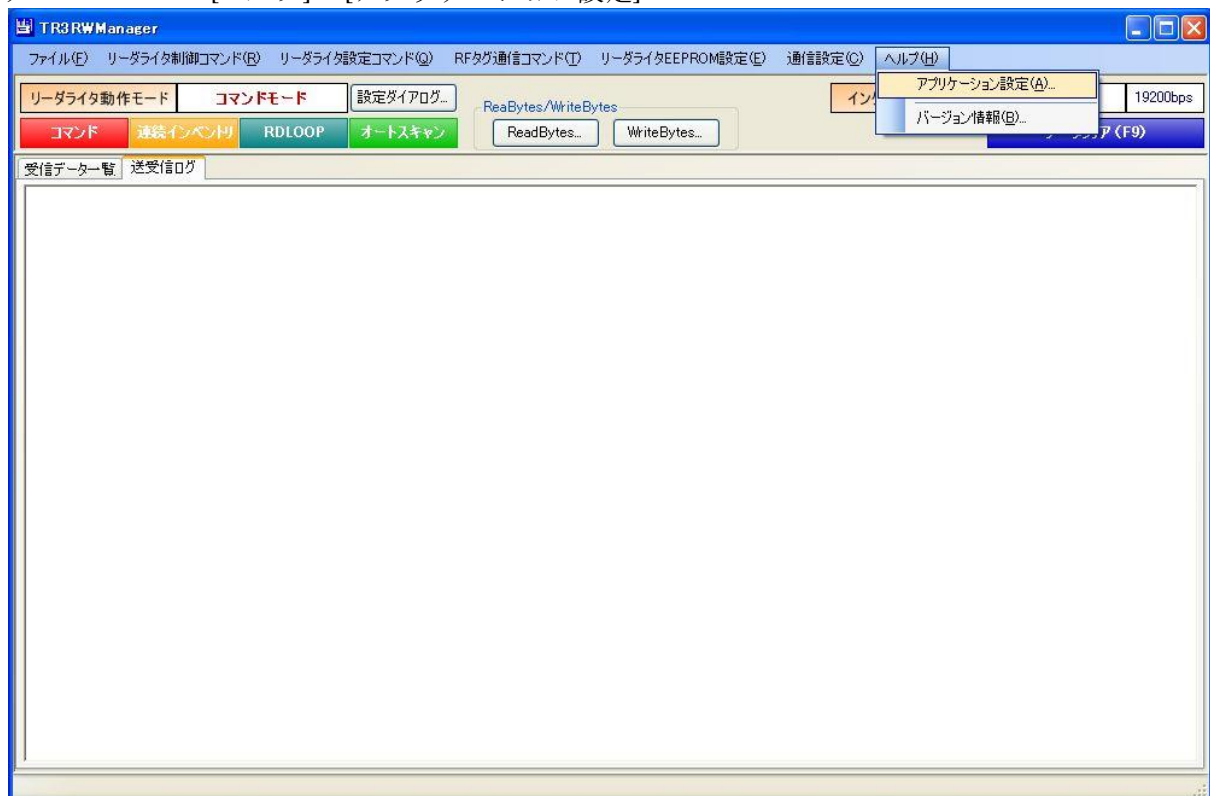 TR3RWManager
ファイル(F) リーダライタ制御コマンド(R) リーダライタ設定コマンド(Q) RFタグ通信コマンド(T) リーダライタEEPROM設定(E) 通信設定(C) ヘルプ(H)
アプリケーション設定(A)...
バージョン情報(B)...
リーダライタ動作モード コマンドモード 設定ダイアログ... ReaBytes/WriteBytes 19200bps
コマンド 連続インベントリ RDLOOP オートスキャン ReadBytes... WriteBytes... (F9)
受信データ一覧 送受信ログ